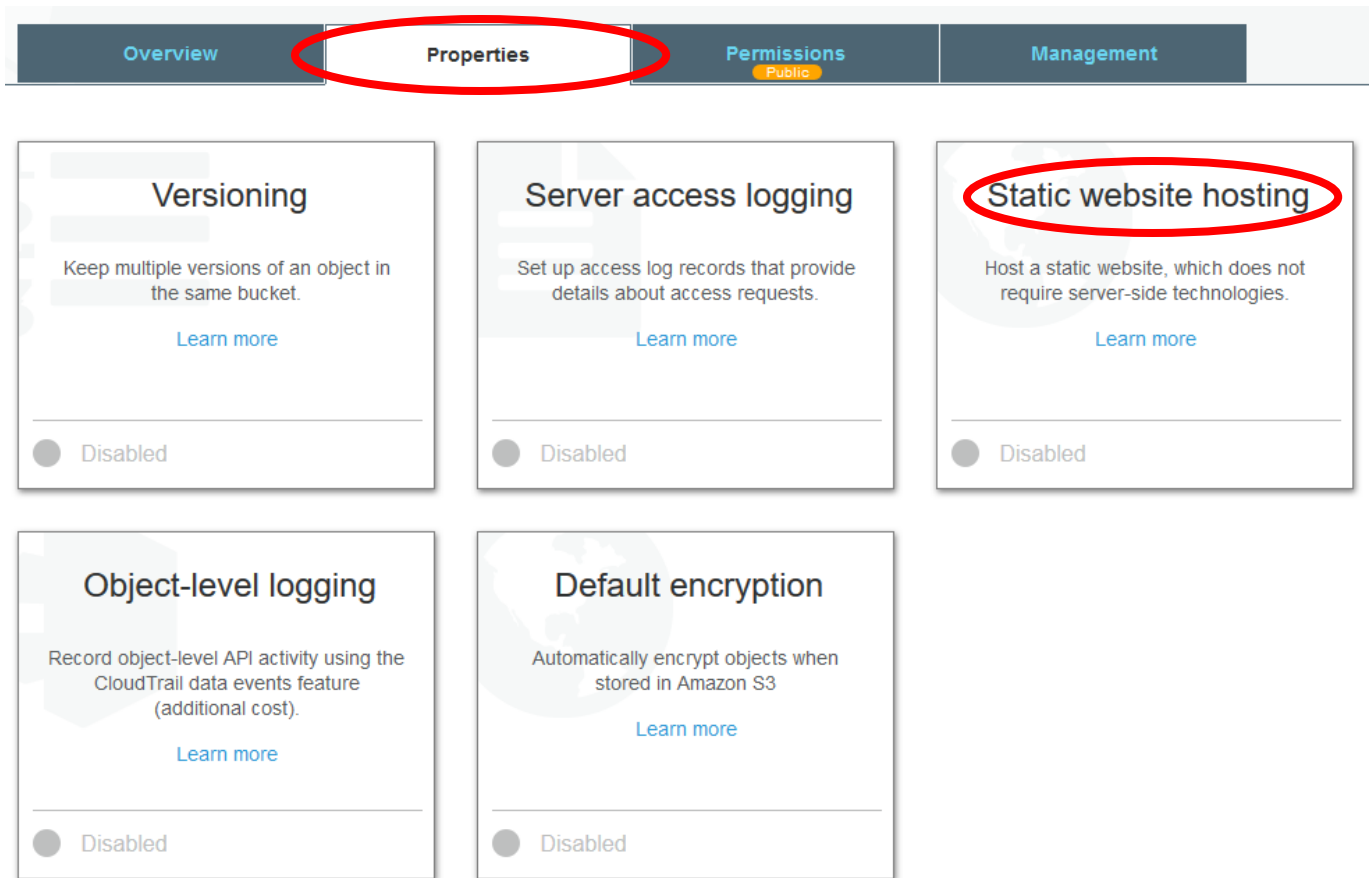 Overview
Properties
Permissions
Public
Management
Versioning
Keep multiple versions of an object in
the same bucket.
Learn more
Disabled
Server access logging
Set up access log records that provide
details about access requests.
Learn more
Disabled
Static website hosting
Host a static website, which does not
require server-side technologies.
Learn more
Disabled
Object-level logging
Record object-level API activity using the
CloudTrail data events feature
(additional cost).
Learn more
Disabled
Default encryption
Automatically encrypt objects when
stored in Amazon S3
Learn more
Disabled